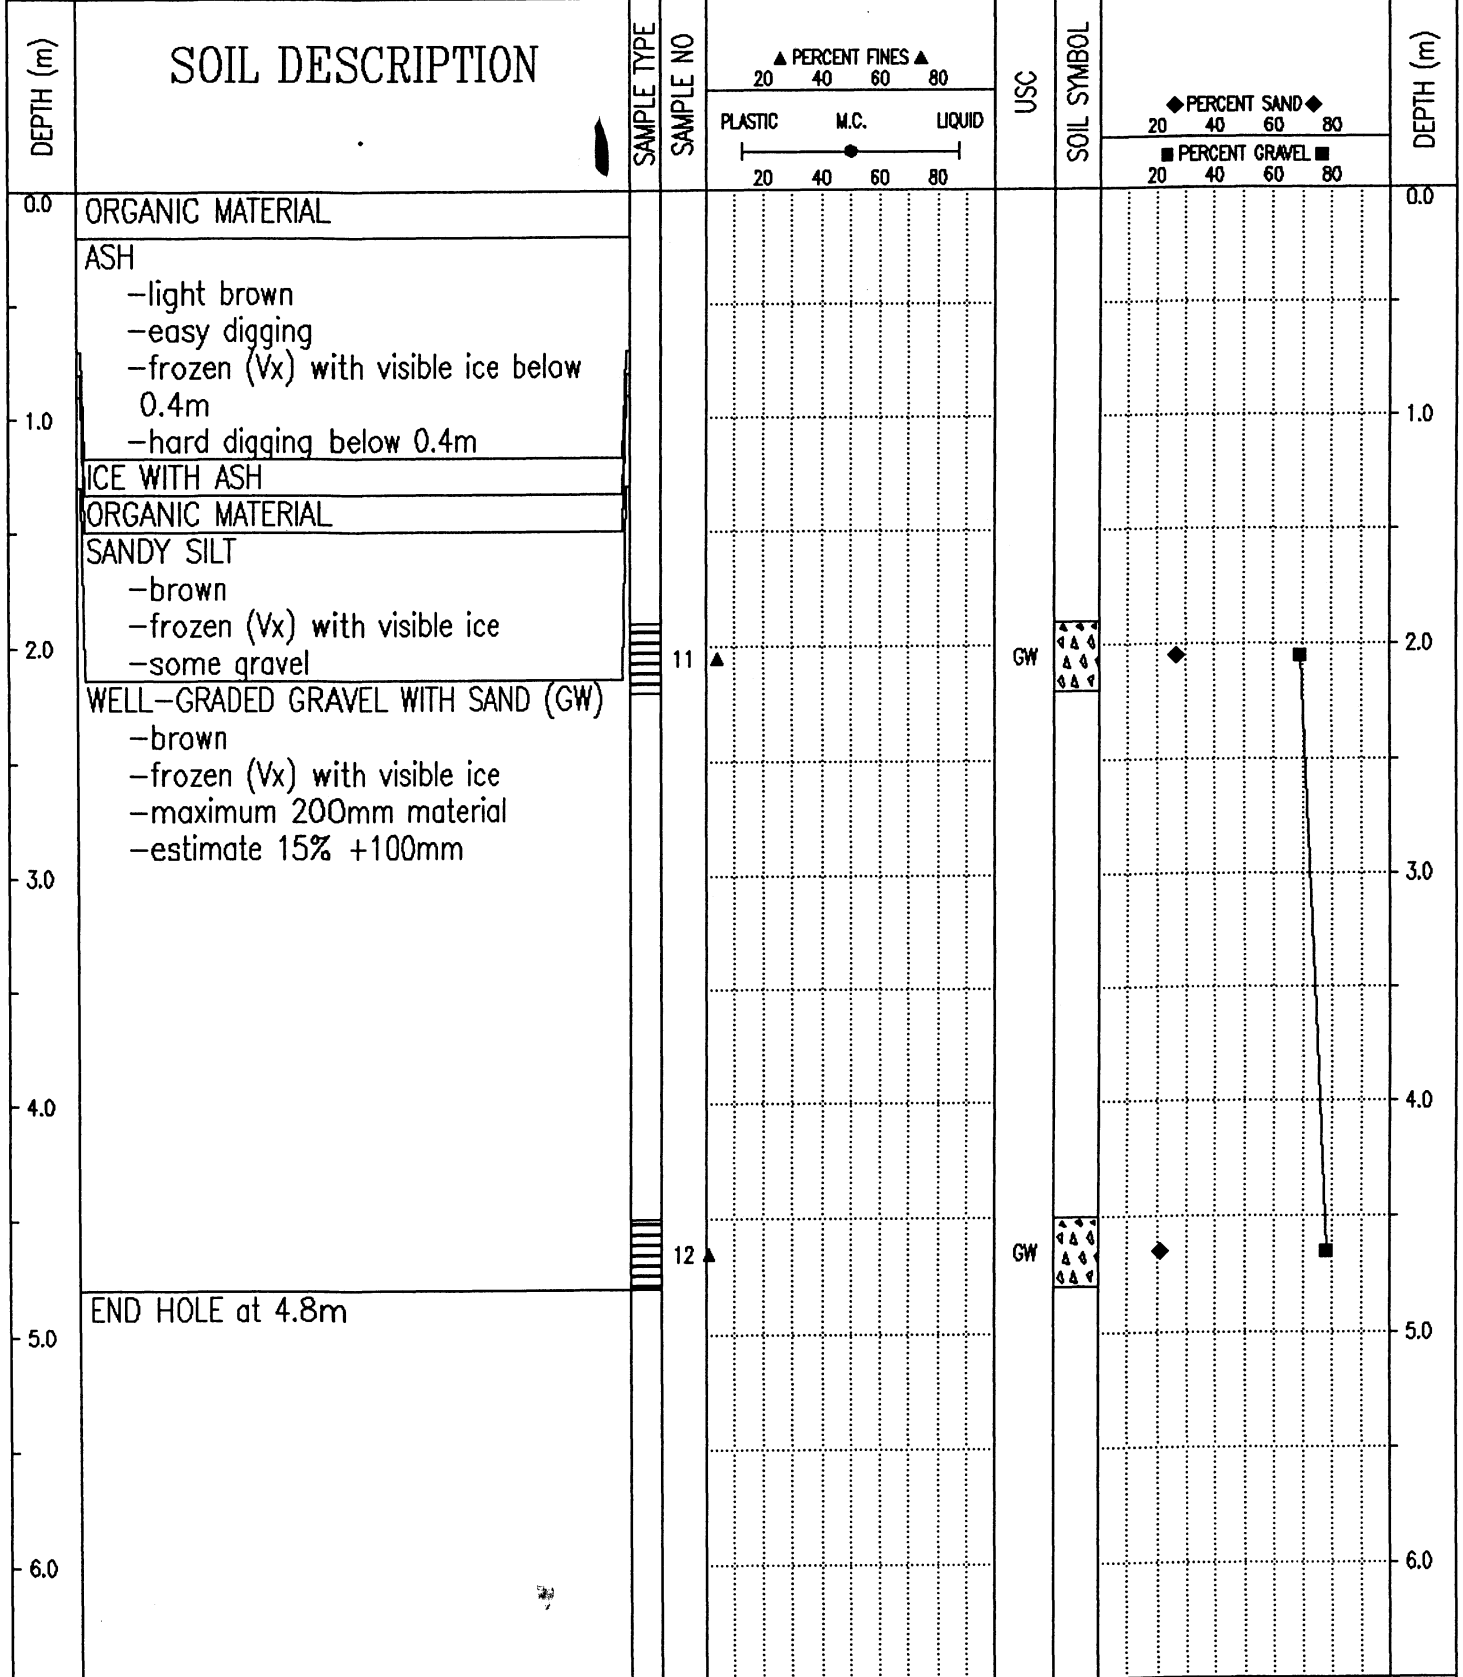 DEPTH (m)
SOIL DESCRIPTION
SAMPLE TYPE
SAMPLE NO
▲ PERCENT FINES ▲
20 40 60 80
PLASTIC M.C. LIQUID
20 40 60 80
USC
SOIL SYMBOL
◆ PERCENT SAND ◆
20 40 60 80
■ PERCENT GRAVEL ■
20 40 60 80
DEPTH (m)
0.0
ORGANIC MATERIAL
0.0
ASH
-light brown
-easy digging
-frozen (Vx) with visible ice below
0.4m
1.0
1.0
-hard digging below 0.4m
ICE WITH ASH
ORGANIC MATERIAL
SANDY SILT
-brown
-frozen (Vx) with visible ice
2.0
2.0
-some gravel
11
GW
WELL-GRADED GRAVEL WITH SAND (GW)
-brown
-frozen (Vx) with visible ice
-maximum 200mm material
-estimate 15% +100mm
3.0
3.0
4.0
4.0
12
GW
END HOLE at 4.8m
5.0
5.0
6.0
6.0